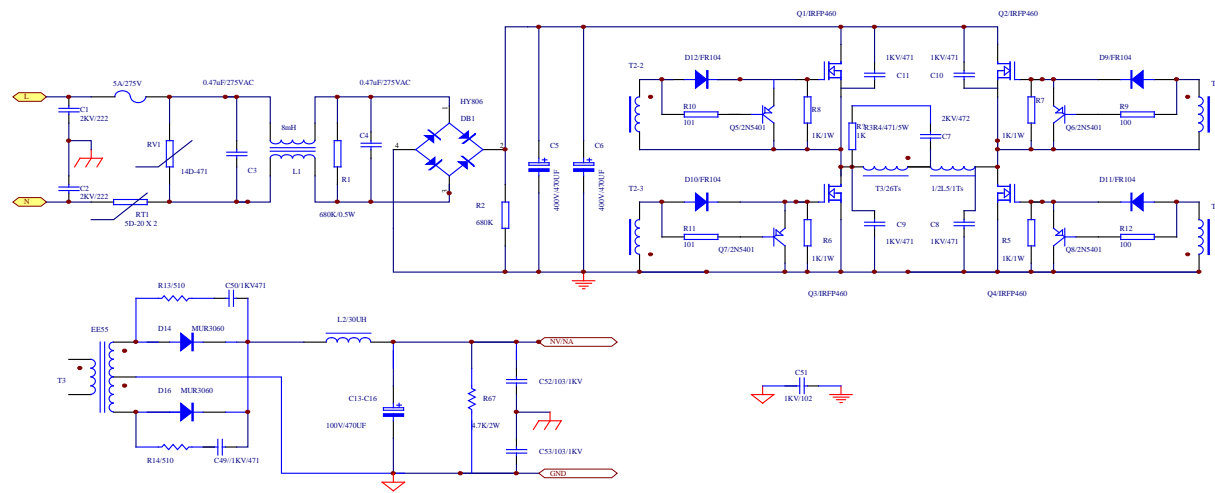 Q1/IRFP460
Q2/IRFP460
5A/275V
0.47uF/275VAC
0.47uF/275VAC
D12/FR104
1KV/471
1KV/471
D9/FR104
T2-2
C11
C10
L
C1
2KV/222
HY806
DB1
R10
101
R8
R7
R9
100
8mH
C4
1
Q5/2N5401
1K/1W
1K
R3R4/471/5W
2KV/472
C7
1K/1W
Q6/2N5401
RV1
14D-471
C3
L1
R1
4
2
3
C5
400V/470UF
C6
400V/470UF
T2-3
D10/FR104
T3/26Ts
1/2L5/1Ts
D11/FR104
C2
2KV/222
N
RT1
5D-20 X 2
680K/0.5W
R2
680K
R11
101
Q7/2N5401
R6
1K/1W
C9
1KV/471
C8
1KV/471
R5
1K/1W
Q8/2N5401
R12
100
Q3/IRFP460
Q4/IRFP460
R13/510
C50/1KV471
EE55
D14
MUR3060
L2/30UH
NV/NA
T3
D16
MUR3060
C13-C16
100V/470UF
R67
4.7K/2W
C52/103/1KV
C51
1KV/102
R14/510
C49//1KV/471
C53/103/1KV
GND